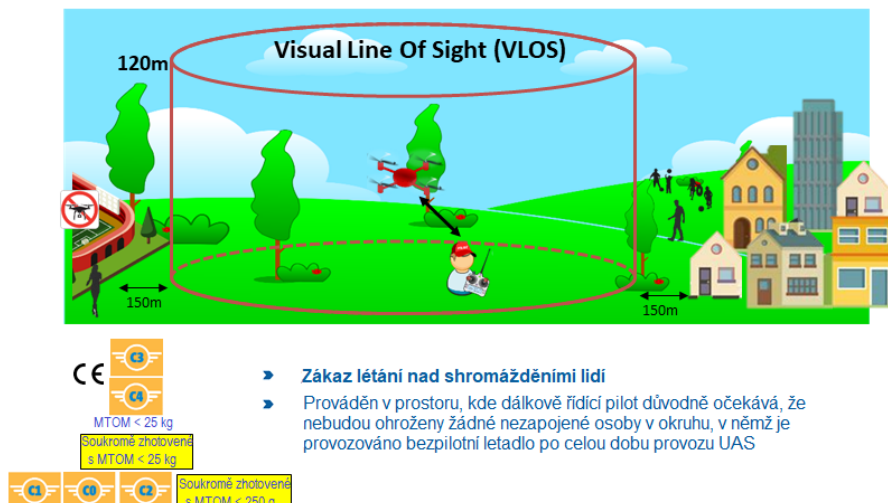 Visual Line Of Sight (VLOS)
120m
150m
150m
CE
C3
C4
MTOM < 25 kg
Soukromě zhotovené
s MTOM < 25 kg
C1 C0 C2
Soukromě zhotovené
s MTOM < 250 g
Zákaz létání nad shromážděními lidí
Prováděn v prostoru, kde dálkově řídící pilot důvodně očekává, že
nebudou ohroženy žádné nezapojené osoby v okruhu, v němž je
provozováno bezpilotní letadlo po celou dobu provozu UAS